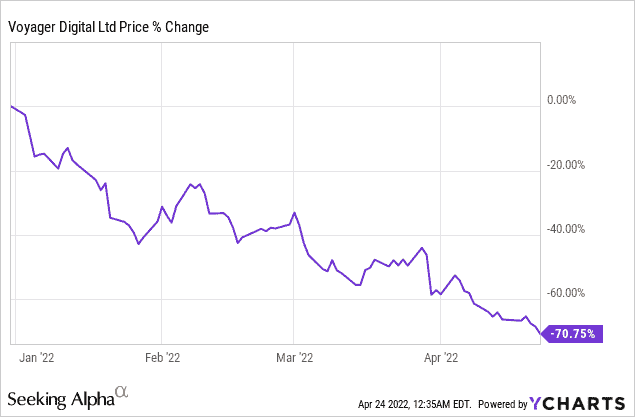 Voyager Digital Ltd Price % Change
0.00%
-20.00%
-40.00%
-60.00%
-70.75%
Jan '22
Feb '22
Mar '22
Apr '22
Seeking Alphaα
Apr 24 2022, 12:35AM EDT. Powered by YCHARTS